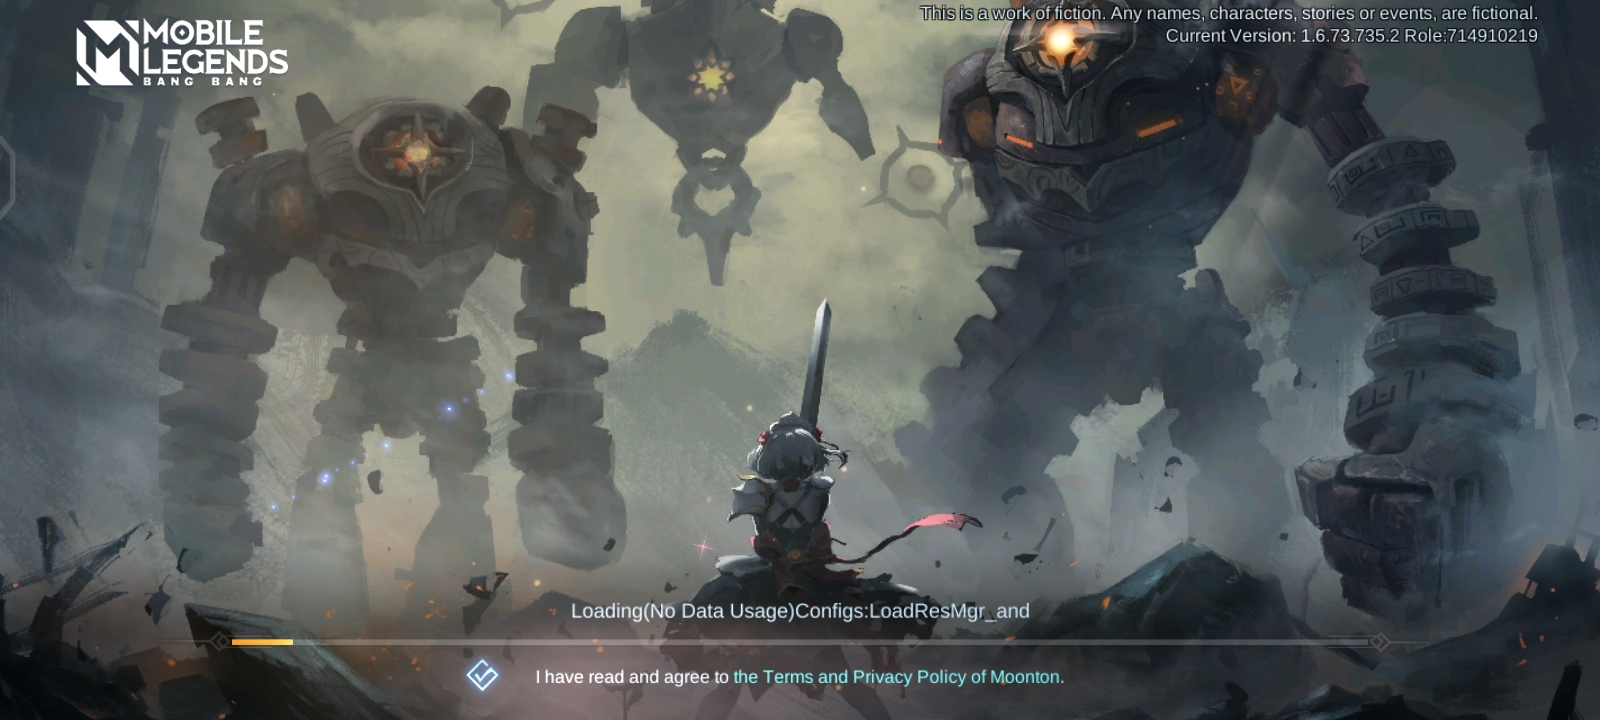 MOBILE
LEGENDS
BANG BANG
This is a work of fiction. Any names, characters, stories or events, are fictional.
Current Version: 1.6.73.735.2 Role:714910219
Loading(No Data Usage)Configs:LoadResMgr_and
I have read and agree to the Terms and Privacy Policy of Moonton.